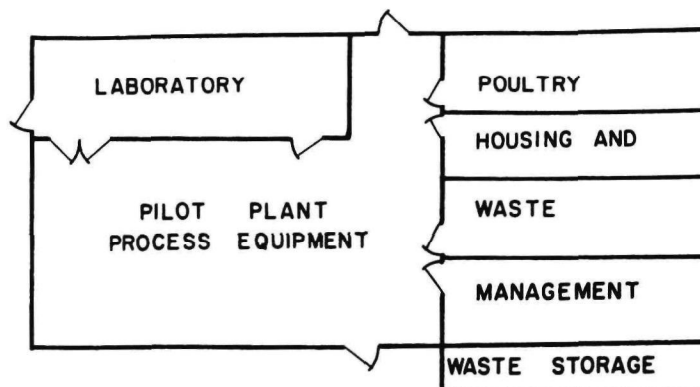 LABORATORY
PILOT PLANT
PROCESS EQUIPMENT
POULTRY
HOUSING AND
WASTE
MANAGEMENT
WASTE STORAGE